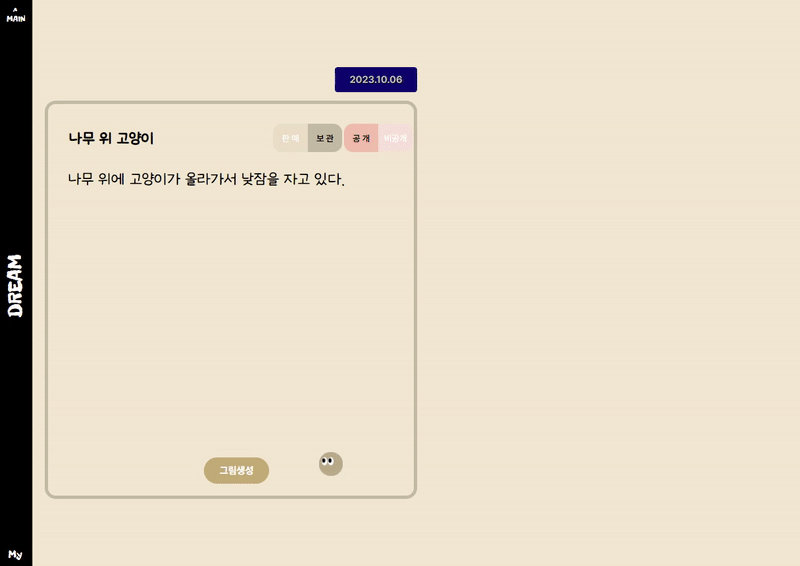 MAIN
2023.10.06
나무 위 고양이
판매 보관 공개 비공개
나무 위에 고양이가 올라가서 낮잠을 자고 있다.
DREAM
그림생성
My